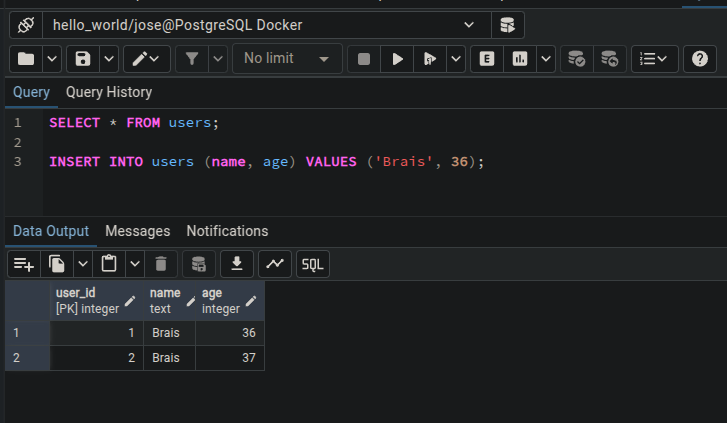 hello_world/jose@PostgreSQL Docker
No limit
E
Query Query History
1 SELECT * FROM users;
2
3 INSERT INTO users (name, age) VALUES ('Brais', 36);
Data Output Messages Notifications
SQL
user_id name age
[PK] integer text integer
1 1 Brais 36
2 2 Brais 37